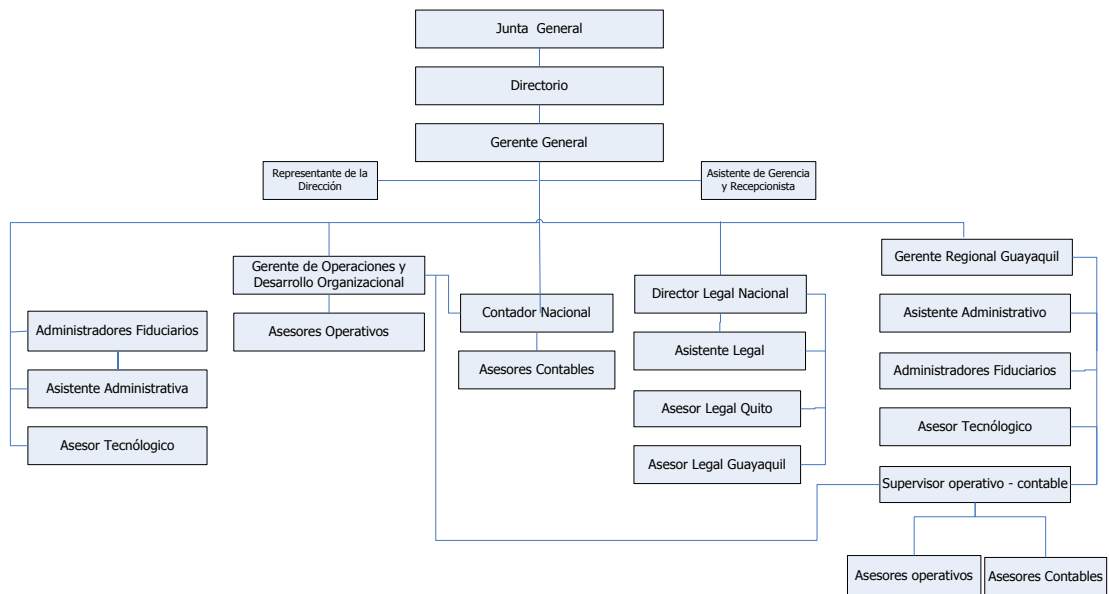 Junta General
Directorio
Gerente General
Representante de la
Dirección
Asistente de Gerencia
y Recepcionista
Gerente de Operaciones y
Desarrollo Organizacional
Asesores Operativos
Administradores Fiduciarios
Asistente Administrativa
Asesor Tecnólogico
Contador Nacional
Asesores Contables
Director Legal Nacional
Asistente Legal
Asesor Legal Quito
Asesor Legal Guayaquil
Gerente Regional Guayaquil
Asistente Administrativo
Administradores Fiduciarios
Asesor Tecnólogico
Supervisor operativo - contable
Asesores operativos
Asesores Contables